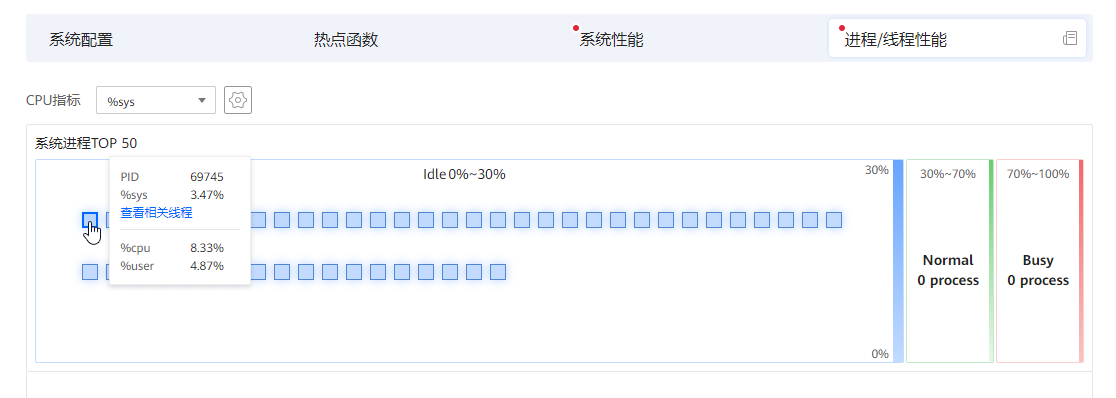 系统配置
热点函数
系统性能
进程/线程性能
CPU指标
%sys
系统进程TOP 50
PID 69745
%sys 3.47%
查看相关线程
%cpu 8.33%
%user 4.87%
Idle 0%~30%
30%
0%
30%~70%
Normal
0 process
70%~100%
Busy
0 process